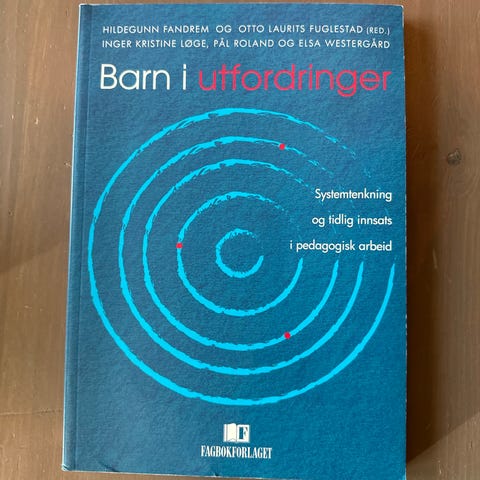 HILDEGUNN FANDREM OG OTTO LAURITS FUGLESTAD (RED.)
INGER KRISTINE LØGE, PÅL ROLAND OG ELSA WESTERGÅRD
Barn i utfordringer
Systemtenkning
og tidlig innsats
i pedagogisk arbeid
F
FAGBOKFORLAGET